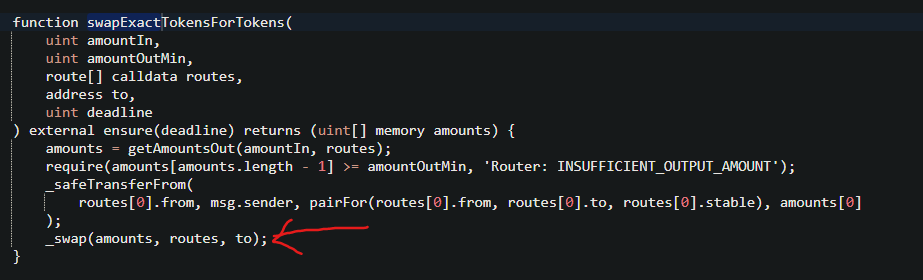 function swapExactTokensForTokens(
uint amountIn,
uint amountOutMin,
route[] calldata routes,
address to,
uint deadline
) external ensure(deadline) returns (uint[] memory amounts) {
amounts = getAmountsOut(amountIn, routes);
require(amounts[amounts.length - 1] >= amountOutMin, 'Router: INSUFFICIENT_OUTPUT_AMOUNT');
_safeTransferFrom(
routes[0].from, msg.sender, pairFor(routes[0].from, routes[0].to, routes[0].stable), amounts[0]
);
_swap(amounts, routes, to);
}